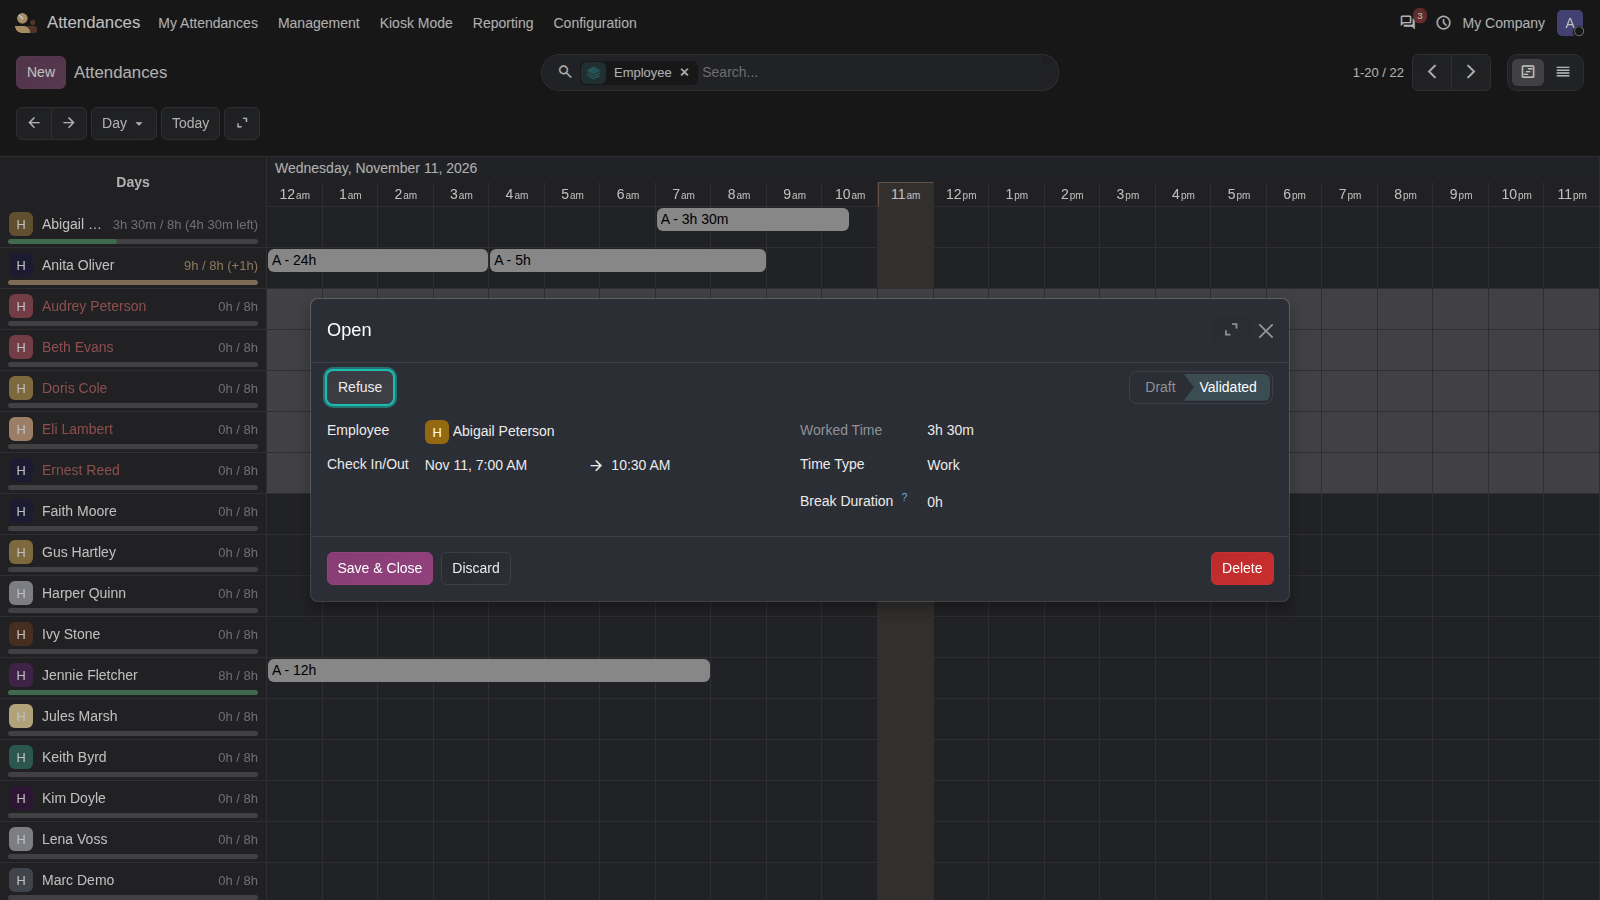 Attendances My Attendances Management Kiosk Mode Reporting Configuration 3 My Company A
New Attendances Employee × Search... 1-20 / 22
Day Today
Days Wednesday, November 11, 2026
12am 1am 2am 3am 4am 5am 6am 7am 8am 9am 10am 11am 12pm 1pm 2pm 3pm 4pm 5pm 6pm 7pm 8pm 9pm 10pm 11pm
H Abigail ... 3h 30m / 8h (4h 30m left) A - 3h 30m
H Anita Oliver 9h / 8h (+1h) A - 24h A - 5h
H Audrey Peterson 0h / 8h
H Beth Evans 0h / 8h
H Doris Cole 0h / 8h
H Eli Lambert 0h / 8h
H Ernest Reed 0h / 8h
H Faith Moore 0h / 8h
H Gus Hartley 0h / 8h
H Harper Quinn 0h / 8h
H Ivy Stone 0h / 8h
H Jennie Fletcher 8h / 8h A - 12h
H Jules Marsh 0h / 8h
H Keith Byrd 0h / 8h
H Kim Doyle 0h / 8h
H Lena Voss 0h / 8h
H Marc Demo 0h / 8h
Open
Refuse Draft Validated
Employee H Abigail Peterson Worked Time 3h 30m
Check In/Out Nov 11, 7:00 AM → 10:30 AM Time Type Work
Break Duration ? 0h
Save & Close Discard Delete